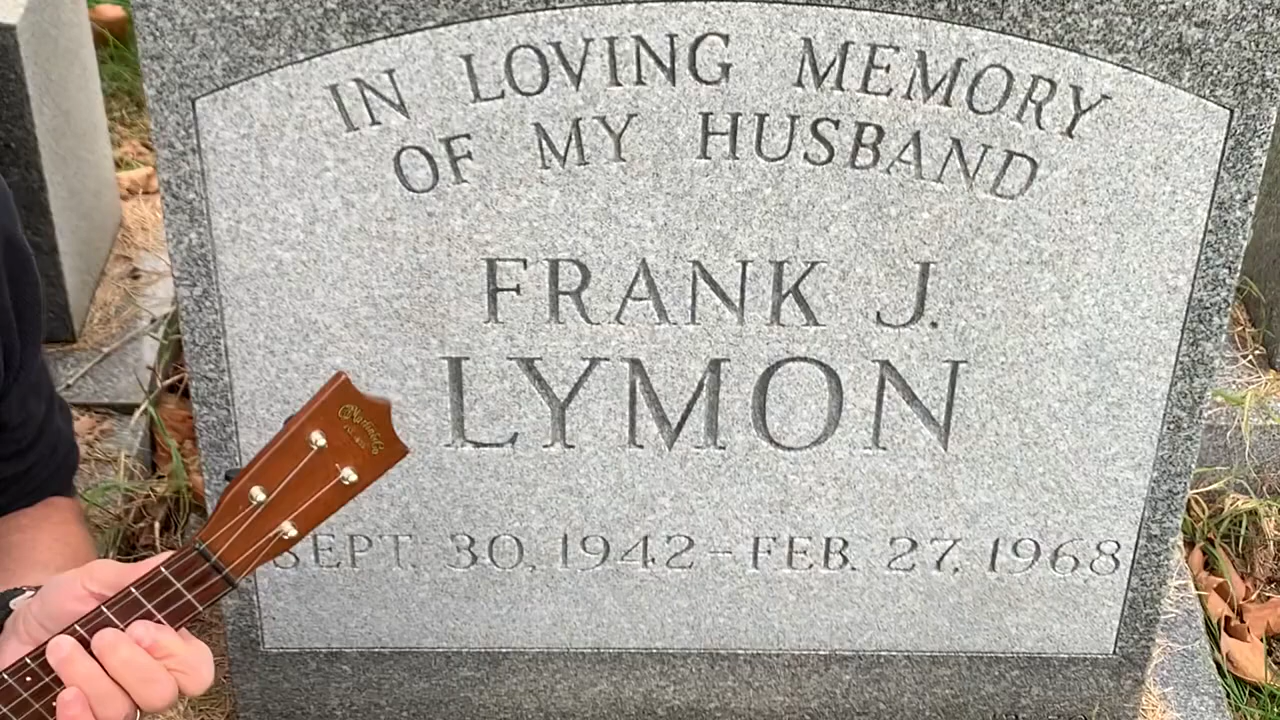 IN LOVING MEMORY
OF MY HUSBAND
FRANK J.
LYMON
SEPT. 30, 1942 - FEB. 27, 1968